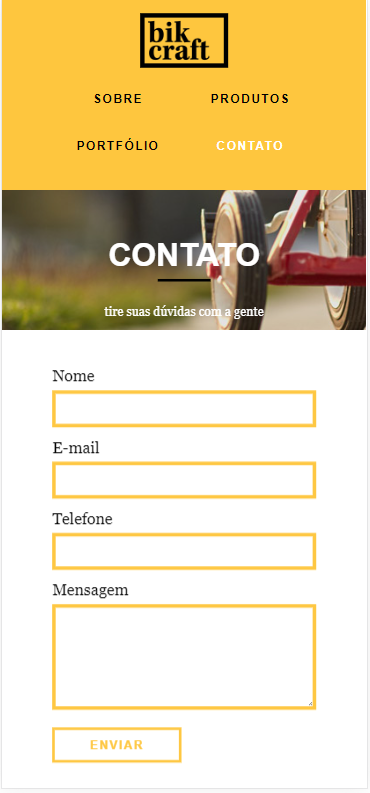 bik
craft
SOBRE PRODUTOS
PORTFÓLIO CONTATO
CONTATO
tire suas dúvidas com a gente
Nome
E-mail
Telefone
Mensagem
ENVIAR